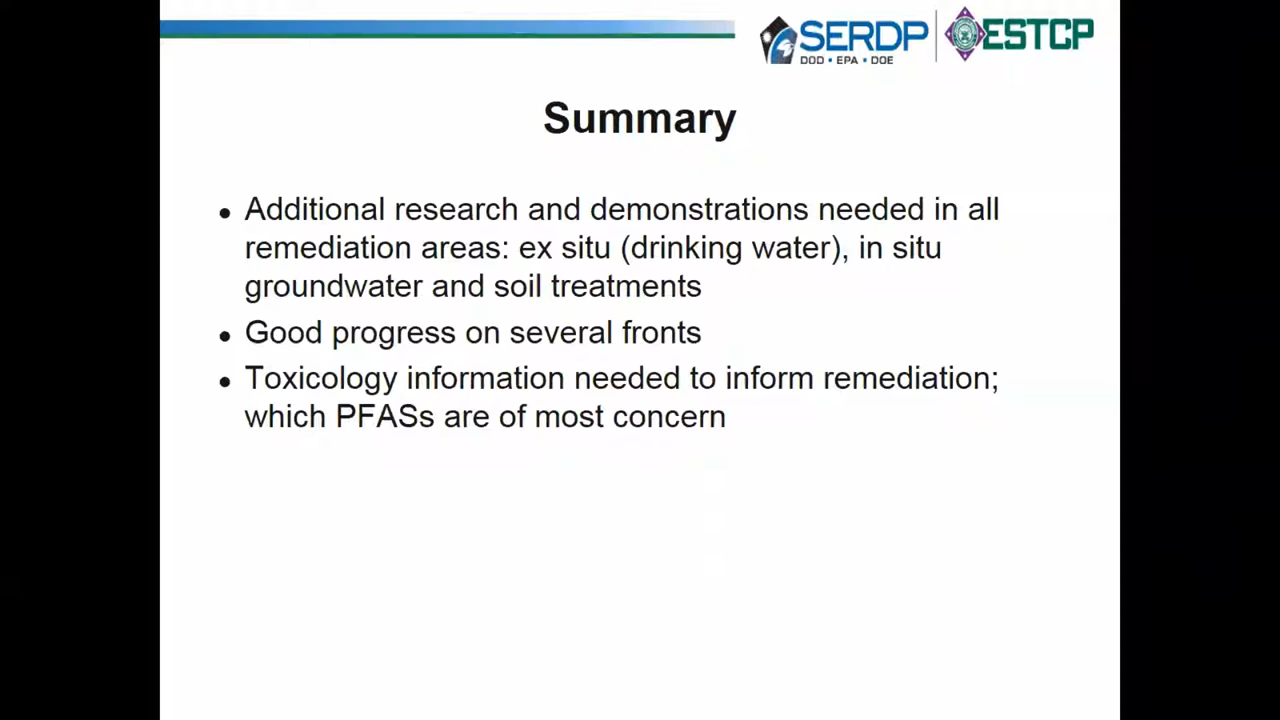 SERDP
DOD • EPA • DOE
ESTCP
Summary
• Additional research and demonstrations needed in all
remediation areas: ex situ (drinking water), in situ
groundwater and soil treatments
• Good progress on several fronts
• Toxicology information needed to inform remediation;
which PFASs are of most concern